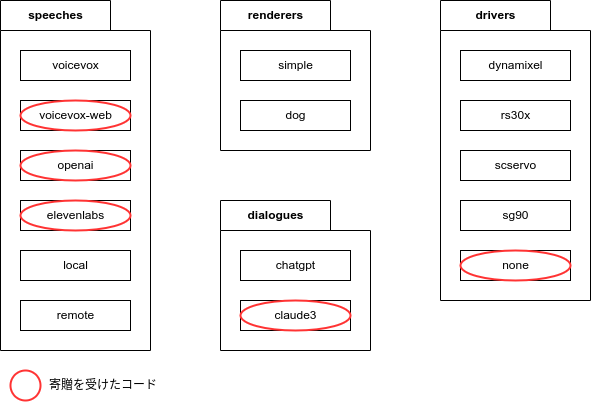 speeches
voicevox
voicevox-web
openai
elevenlabs
local
remote
renderers
simple
dog
dialogues
chatgpt
claude3
drivers
dynamixel
rs30x
scservo
sg90
none
寄贈を受けたコード